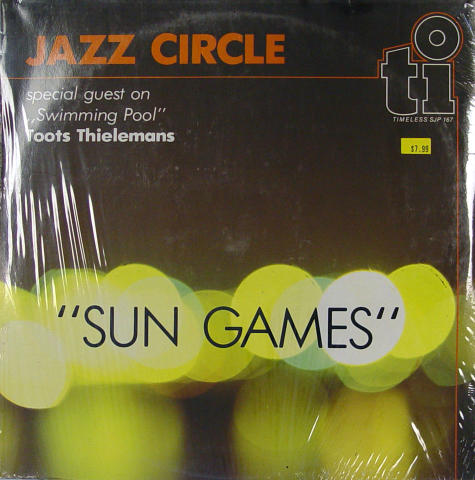 JAZZ CIRCLE
special guest on
„Swimming Pool"
Toots Thielemans
ti
TIMELESS SJP 167
$7.99
"SUN GAMES"